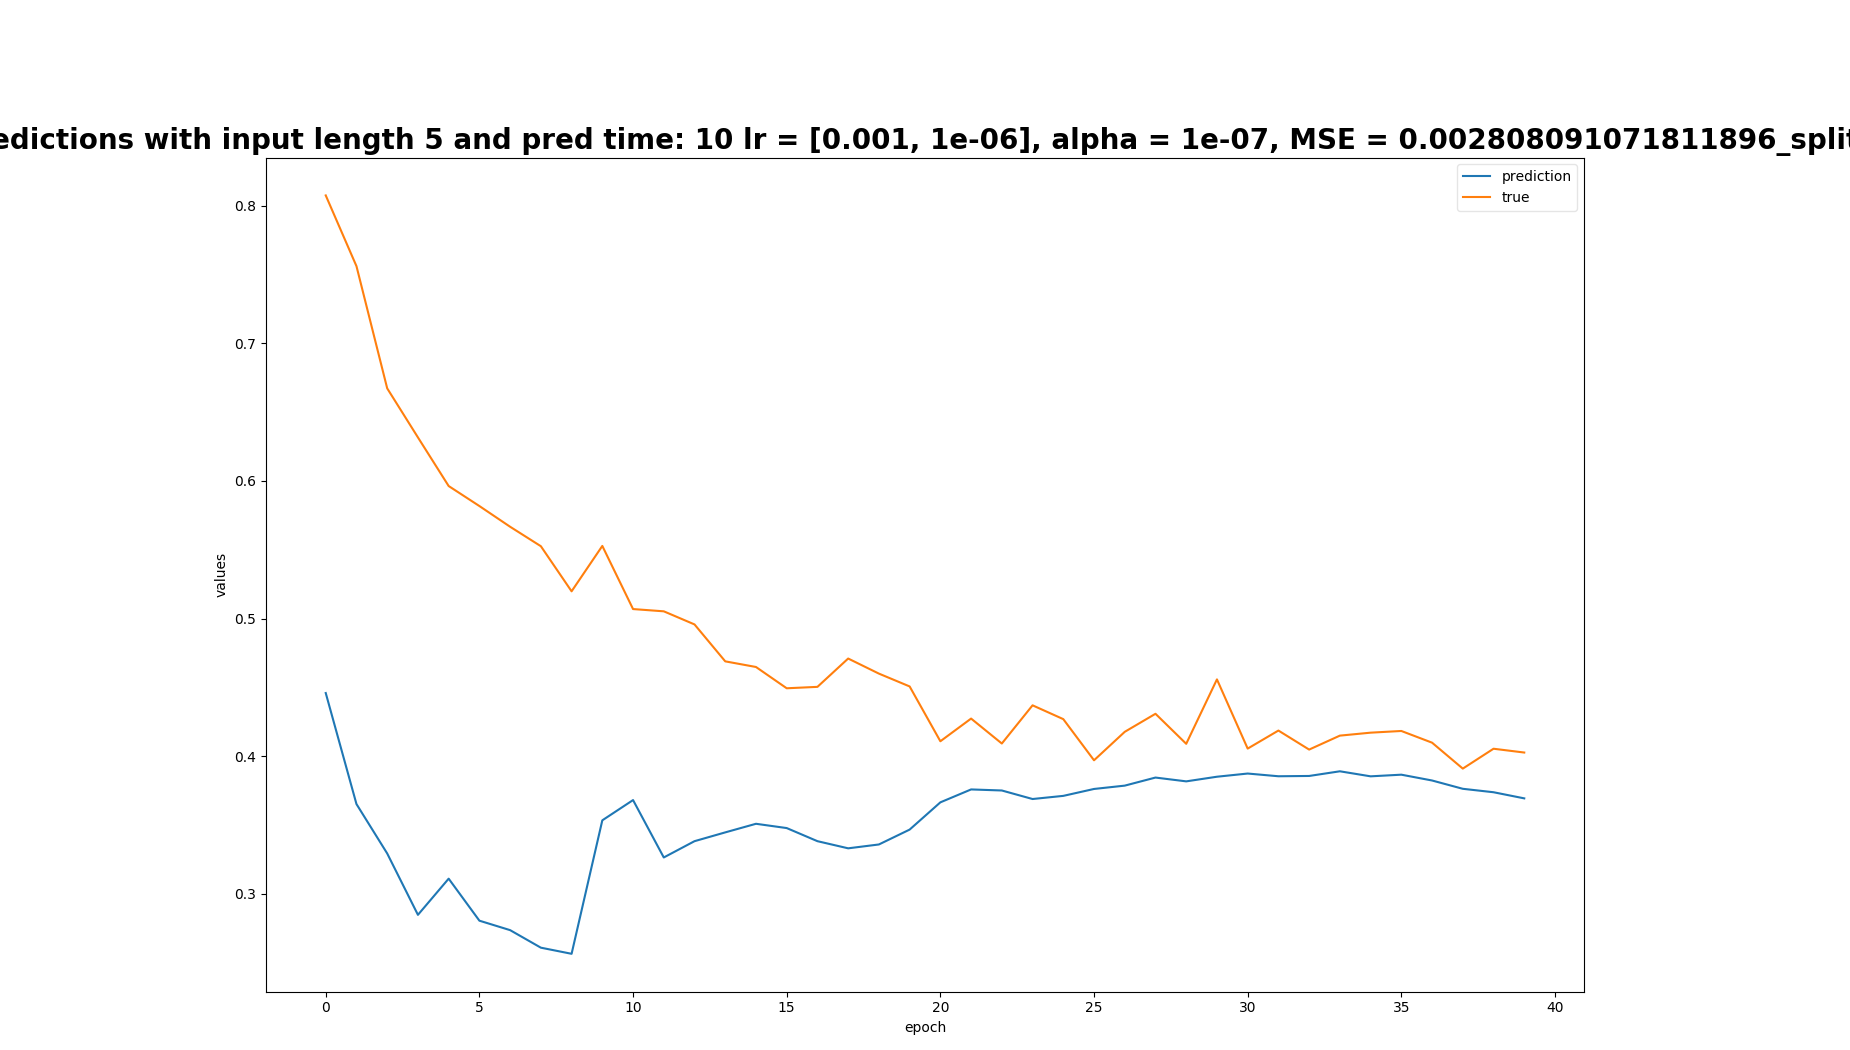 edictions with input length 5 and pred time: 10 lr = [0.001, 1e-06], alpha = 1e-07, MSE = 0.002808091071811896_split
prediction
true
0.8
0.7
0.6
0.5
0.4
0.3
values
0 5 10 15 20 25 30 35 40
epoch